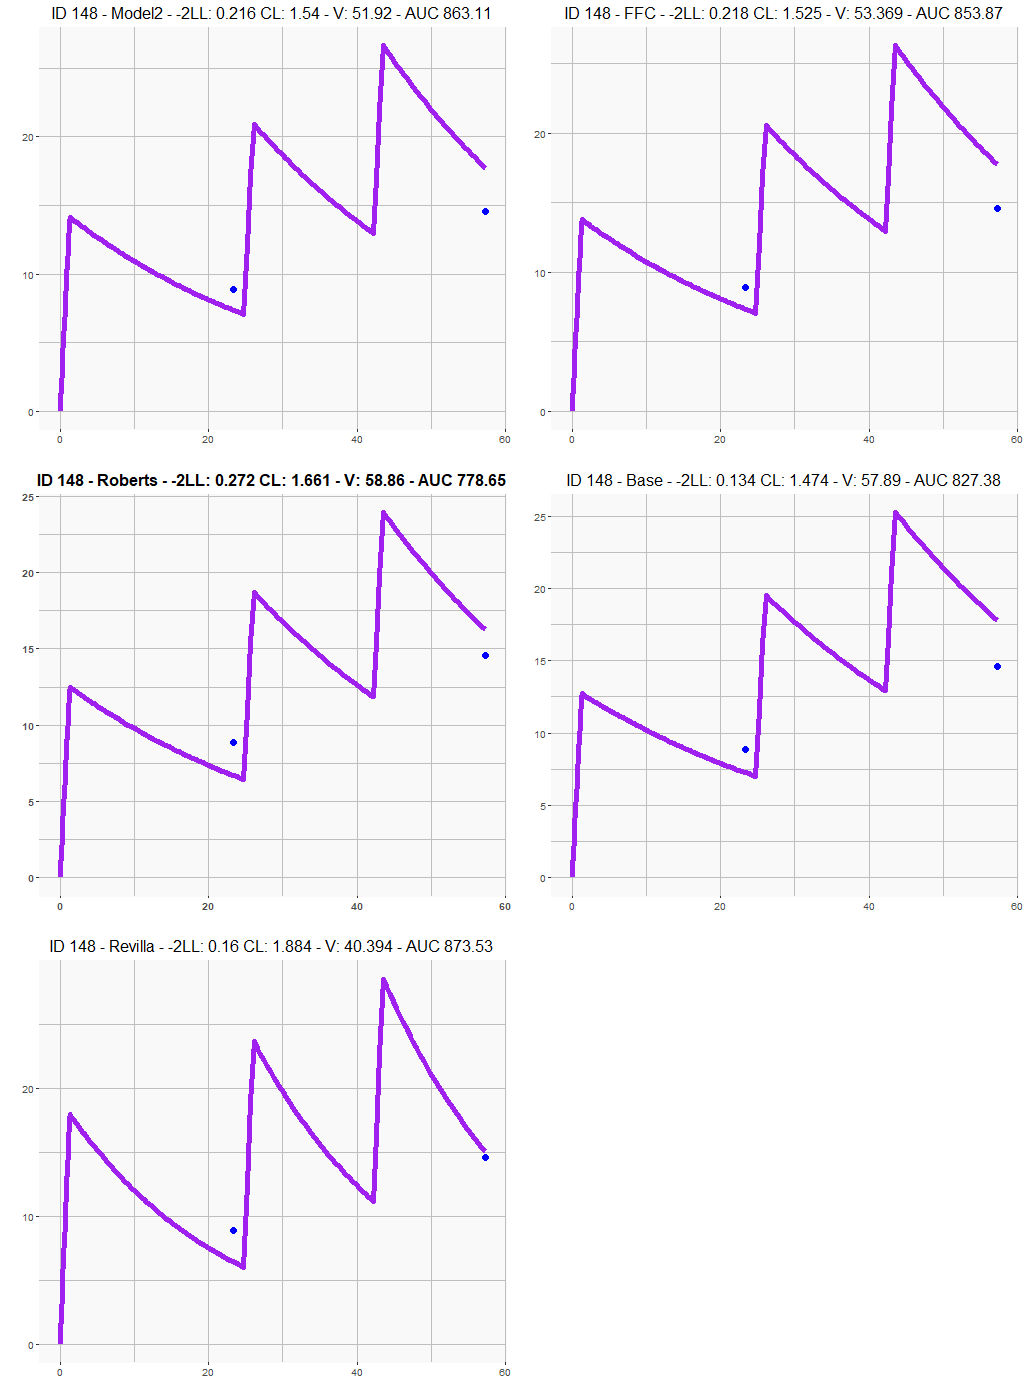 ID 148 - Model2 - -2LL: 0.216 CL: 1.54 - V: 51.92 - AUC 863.11
20
10
0
0 20 40 60
ID 148 - FFC - -2LL: 0.218 CL: 1.525 - V: 53.369 - AUC 853.87
20
10
0
0 20 40 60
ID 148 - Roberts - -2LL: 0.272 CL: 1.661 - V: 58.86 - AUC 778.65
25
20
15
10
5
0
0 20 40 60
ID 148 - Base - -2LL: 0.134 CL: 1.474 - V: 57.89 - AUC 827.38
25
20
15
10
5
0
0 20 40 60
ID 148 - Revilla - -2LL: 0.16 CL: 1.884 - V: 40.394 - AUC 873.53
20
10
0
0 20 40 60